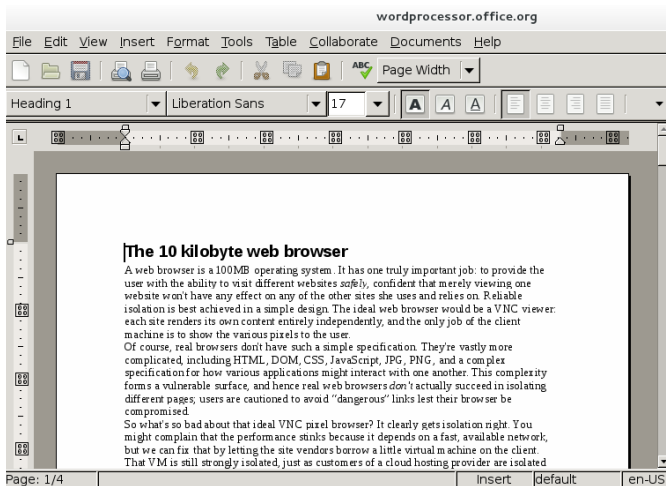 wordprocessor.office.org
File Edit View Insert Format Tools Table Collaborate Documents Help
ABC Page Width
Heading 1 Liberation Sans 17 A A A
L
The 10 kilobyte web browser
A web browser is a 100MB operating system. It has one truly important job: to provide the
user with the ability to visit different websites safely, confident that merely viewing one
website won't have any effect on any of the other sites she uses and relies on. Reliable
isolation is best achieved in a simple design. The ideal web browser would be a VNC viewer:
each site renders its own content entirely independently, and the only job of the client
machine is to show the various pixels to the user.
Of course, real browsers don't have such a simple specification. They're vastly more
complicated, including HTML, DOM, CSS, JavaScript, JPG, PNG, and a complex
specification for how various applications might interact with one another. This complexity
forms a vulnerable surface, and hence real web browsers don't actually succeed in isolating
different pages; users are cautioned to avoid "dangerous" links lest their browser be
compromised.
So what's so bad about that ideal VNC pixel browser? It clearly gets isolation right. You
might complain that the performance stinks because it depends on a fast, available network,
but we can fix that by letting the site vendors borrow a little virtual machine on the client.
That VM is still strongly isolated, just as customers of a cloud hosting provider are isolated
Page: 1/4 Insert default en-US